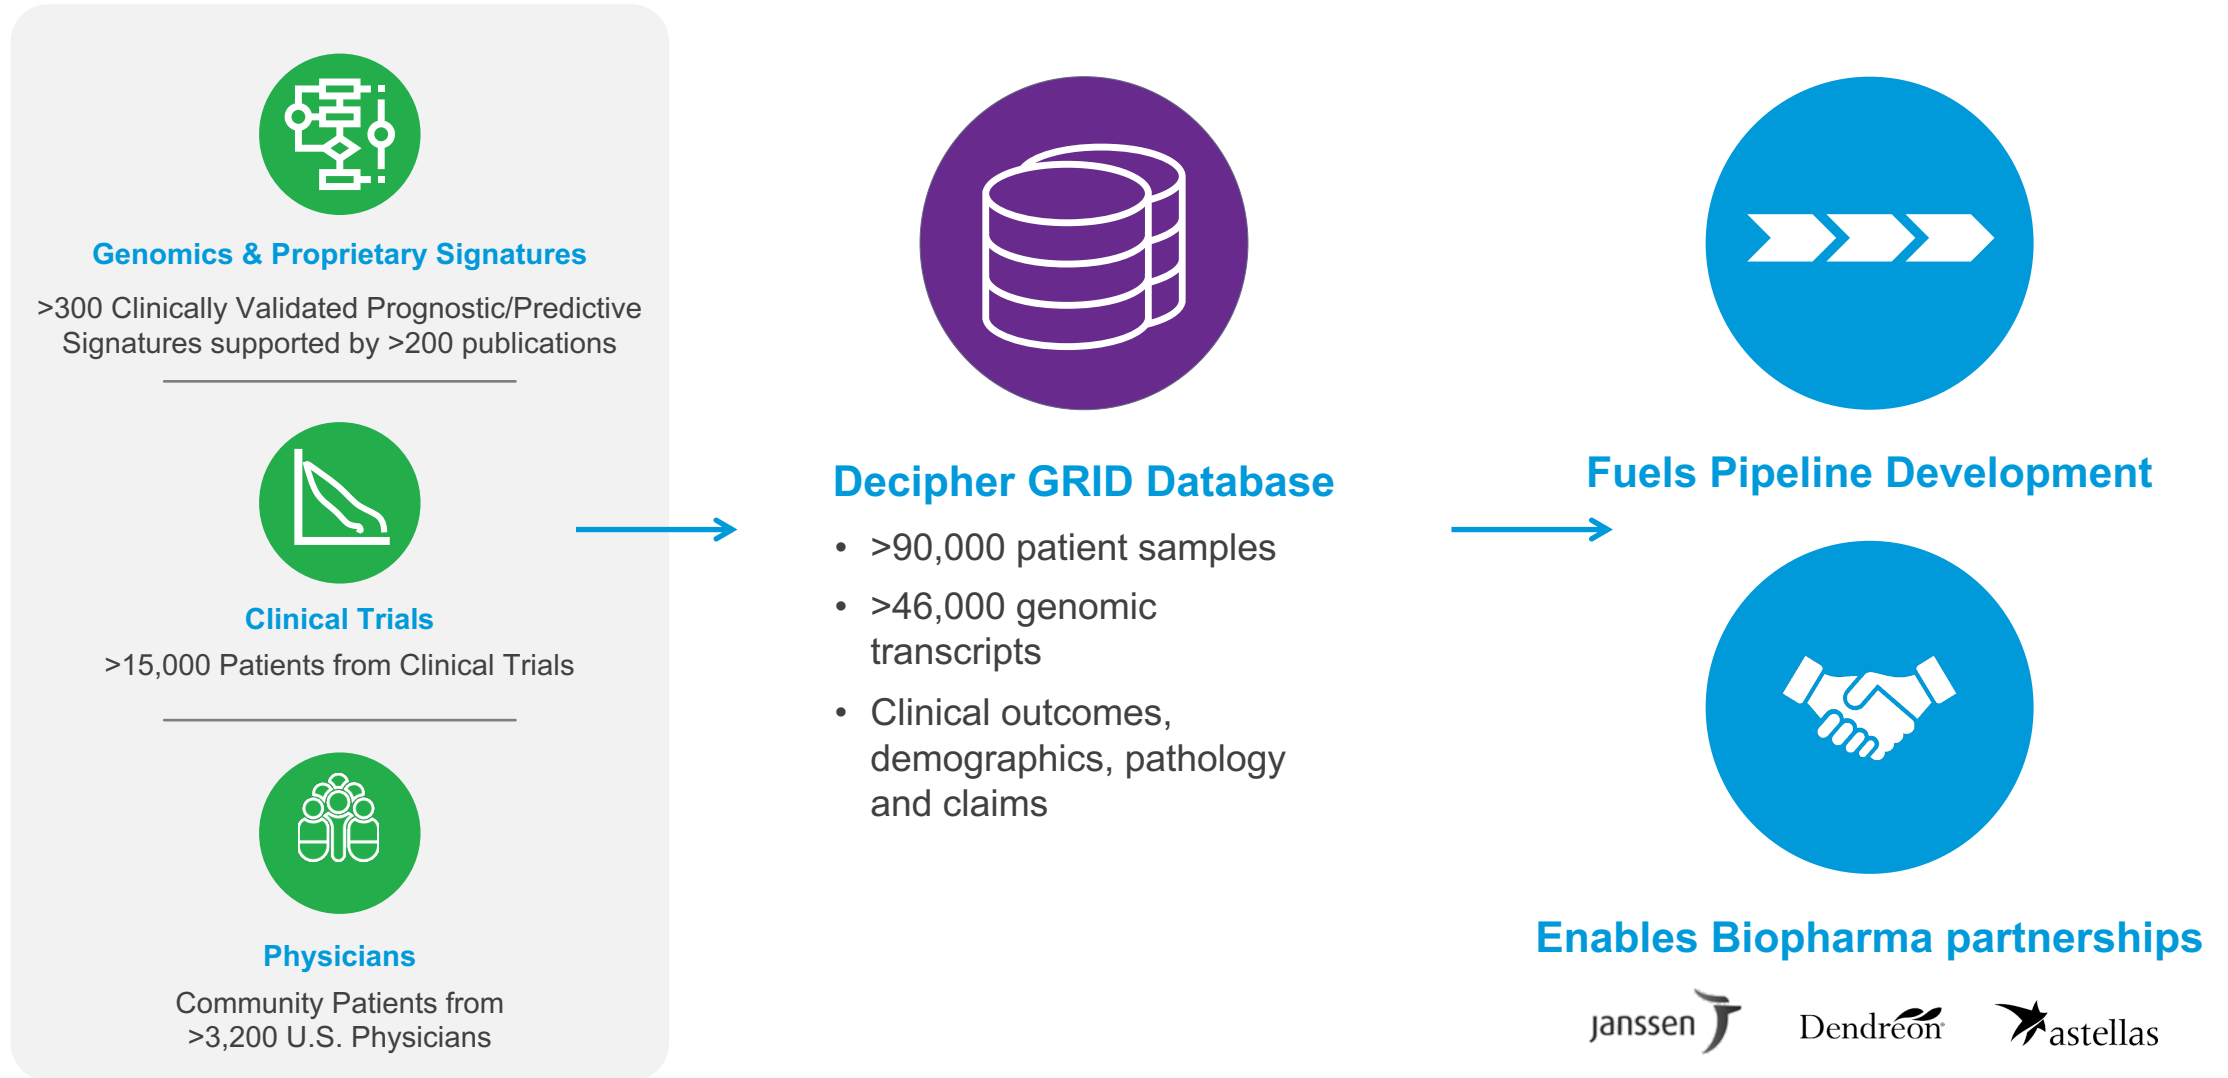 Genomics & Proprietary Signatures
>300 Clinically Validated Prognostic/Predictive
Signatures supported by >200 publications
Clinical Trials
>15,000 Patients from Clinical Trials
Physicians
Community Patients from
>3,200 U.S. Physicians
Decipher GRID Database
• >90,000 patient samples
• >46,000 genomic
transcripts
• Clinical outcomes,
demographics, pathology
and claims
Fuels Pipeline Development
Enables Biopharma partnerships
janssen
Dendreon
astellas